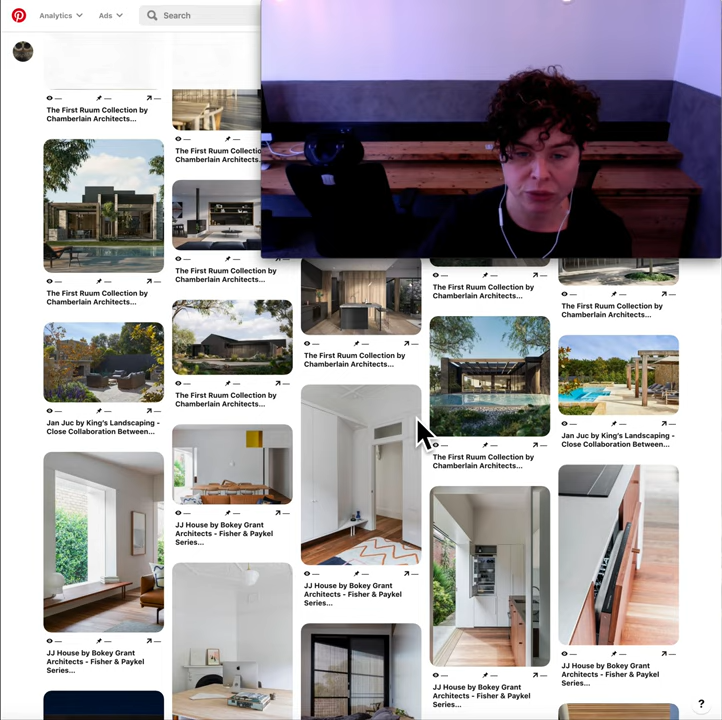 Analytics
Ads
Search
The First Ruum Collection by
Chamberlain Architects...
The First Ruum Collection by
Chamberlain Architects...
Jan Juc by King's Landscaping -
Close Collaboration Between...
JJ House by Bokey Grant
Architects - Fisher & Paykel
Series...
The First Ruum Collectio
Chamberlain Architects...
The First Ruum Collection by
Chamberlain Architects...
The First Ruum Collection by
Chamberlain Architects...
JJ House by Bokey Grant
Architects - Fisher & Paykel
Series...
The First Ruum Collection by
Chamberlain Architects...
JJ House by Bokey Grant
Architects - Fisher & Paykel
Series...
The First Ruum Collection by
Chamberlain Architects...
The First Ruum Collection by
Chamberlain Architects...
JJ House by Bokey Grant
Architects - Fisher & Paykel
Series...
The First Ruum Collection by
Chamberlain Architects...
Jan Juc by King's Landscaping -
Close Collaboration Between...
JJ House by Bokey Grant
Architects - Fisher & Paykel
Series...
?